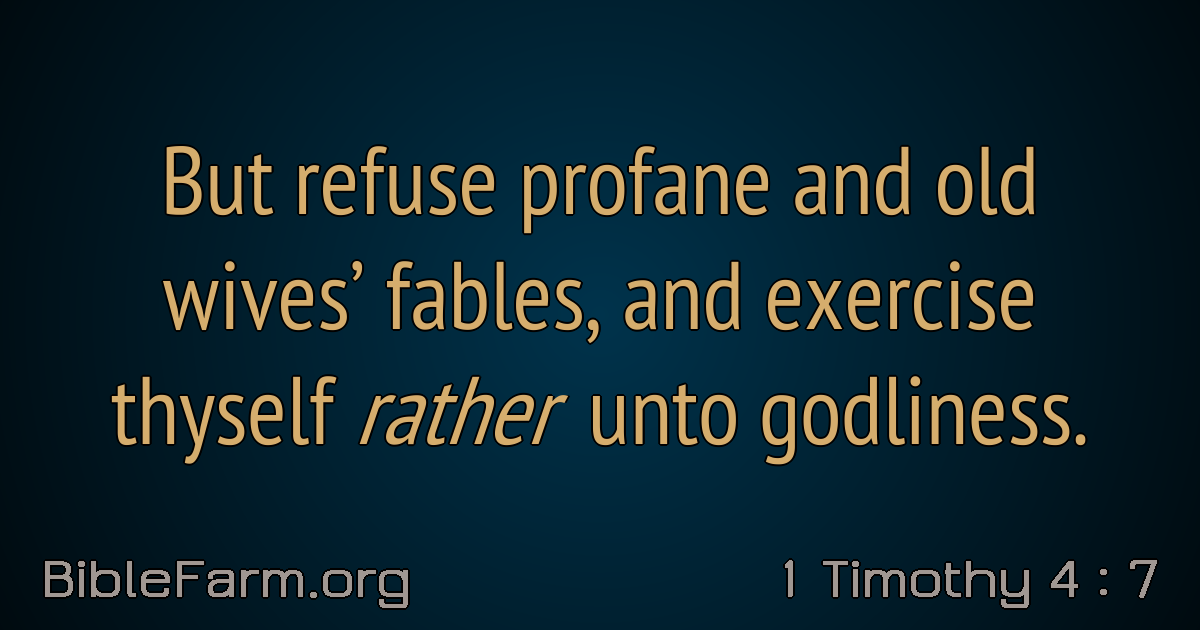 But refuse profane and old
wives’ fables, and exercise
thyself rather unto godliness.
BibleFarm.org
1 Timothy 4 : 7